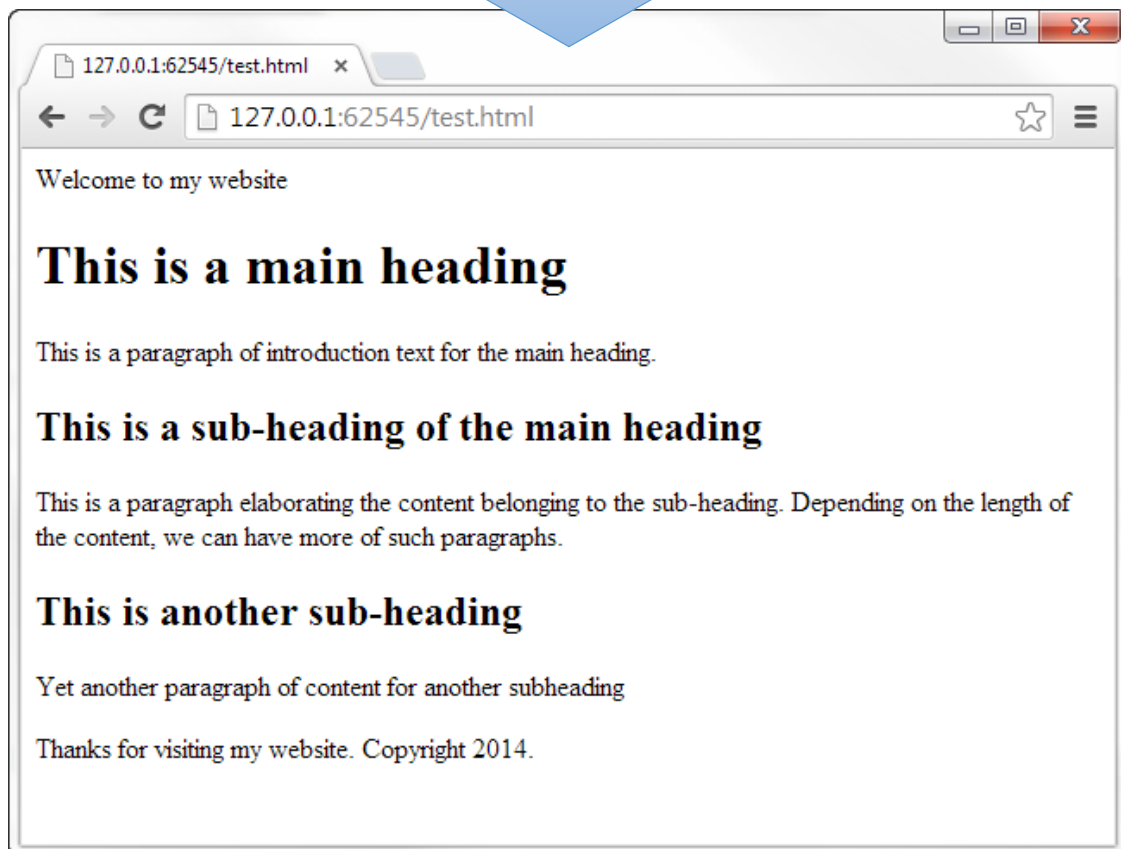 127.0.0.1:62545/test.html
127.0.0.1:62545/test.html
Welcome to my website
This is a main heading
This is a paragraph of introduction text for the main heading.
This is a sub-heading of the main heading
This is a paragraph elaborating the content belonging to the sub-heading. Depending on the length of
the content, we can have more of such paragraphs.
This is another sub-heading
Yet another paragraph of content for another subheading
Thanks for visiting my website. Copyright 2014.